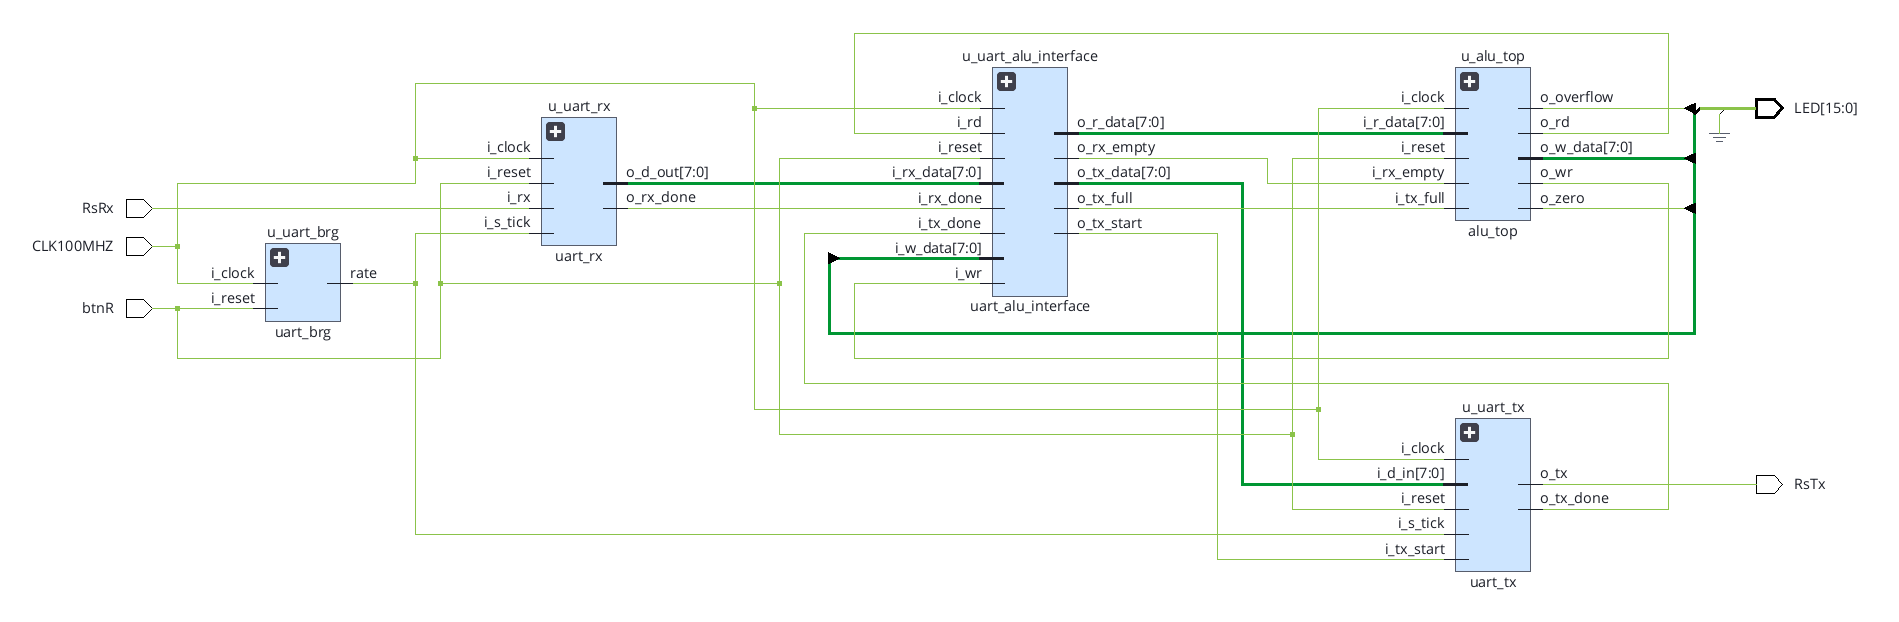 RsRx
CLK100MHZ
btnR
u_uart_brg
i_clock
i_reset
rate
uart_brg
u_uart_rx
i_clock
i_reset
i_rx
i_s_tick
o_d_out[7:0]
o_rx_done
uart_rx
u_uart_alu_interface
i_clock
i_rd
i_reset
i_rx_data[7:0]
i_rx_done
i_tx_done
i_w_data[7:0]
i_wr
o_r_data[7:0]
o_rx_empty
o_tx_data[7:0]
o_tx_full
o_tx_start
uart_alu_interface
u_alu_top
i_clock
i_r_data[7:0]
i_reset
i_rx_empty
i_tx_full
o_overflow
o_rd
o_w_data[7:0]
o_wr
o_zero
alu_top
u_uart_tx
i_clock
i_d_in[7:0]
i_reset
i_s_tick
i_tx_start
o_tx
o_tx_done
uart_tx
LED[15:0]
RsTx